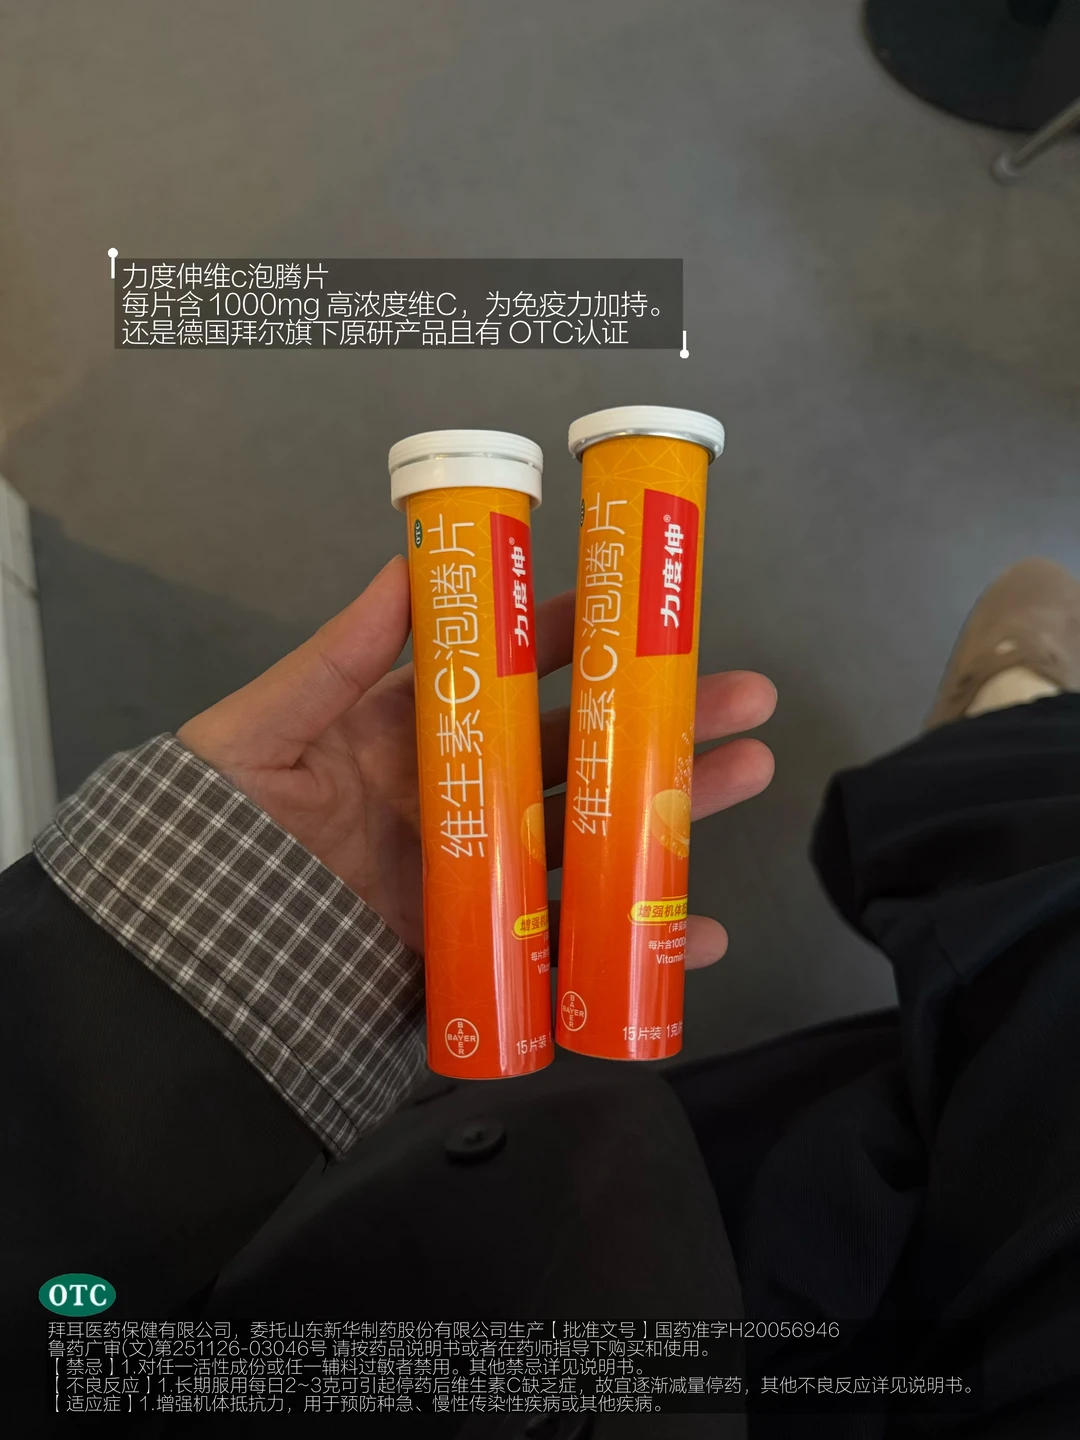 力度伸维c泡腾片
每片含1000mg 高浓度维C，为免疫力加持。
还是德国拜尔旗下原研产品且有 OTC认证
OTC
维生素C泡腾片
力度伸®
增强机
BAYER
BAYER
15片装
OTC
维生素C泡腾片
力度伸®
增强机体
每片含1000
Vitamin
BAYER
BAYER
15片装 1克
OTC
拜耳医药保健有限公司，委托山东新华制药股份有限公司生产【批准文号】国药准字H20056946
鲁药广审(文)第251126-03046号 请按药品说明书或者在药师指导下购买和使用。
【禁忌】1.对任一活性成份或任一辅料过敏者禁用。其他禁忌详见说明书。
【不良反应】1.长期服用每日2~3克可引起停药后维生素C缺乏症，故宜逐渐减量停药，其他不良反应详见说明书。
【适应症】1.增强机体抵抗力，用于预防种急、慢性传染性疾病或其他疾病。